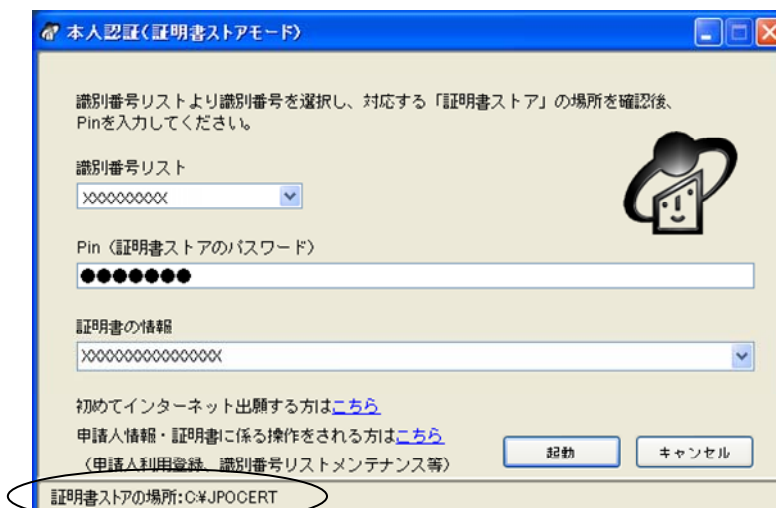 本人認証(証明書ストアモード)
識別番号リストより識別番号を選択し、対応する「証明書ストア」の場所を確認後、
Pinを入力してください。
識別番号リスト
XXXXXXXXX
Pin（証明書ストアのパスワード）
●●●●●●●
証明書の情報
XXXXXXXXXXXXXXX
初めてインターネット出願する方はこちら
申請人情報・証明書に係る操作をされる方はこちら
（申請人利用登録、識別番号リストメンテナンス等）
起動
キャンセル
証明書ストアの場所:C:¥JPOCERT